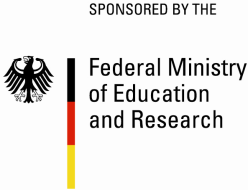 SPONSORED BY THE
Federal Ministry
of Education
and Research